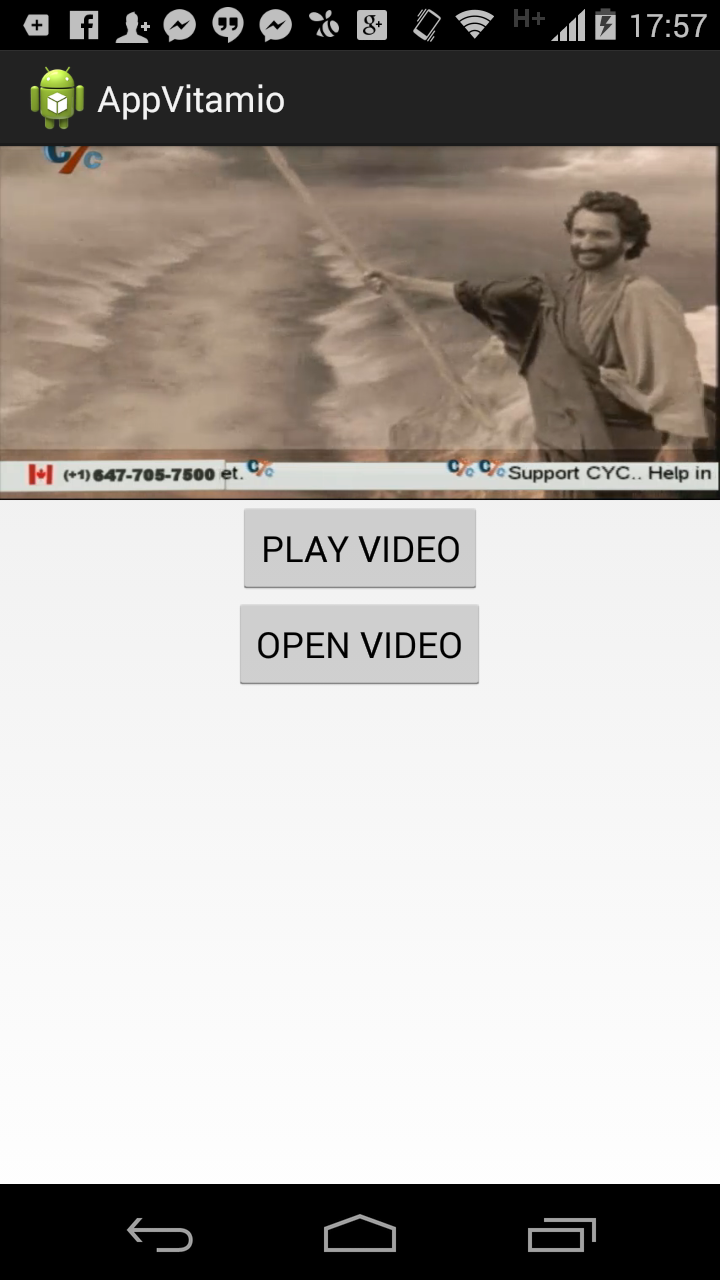 H+ 17:57
AppVitamio
CYC
(+1) 647-705-7500 et. CYC CYC CYC Support CYC.. Help in
PLAY VIDEO
OPEN VIDEO